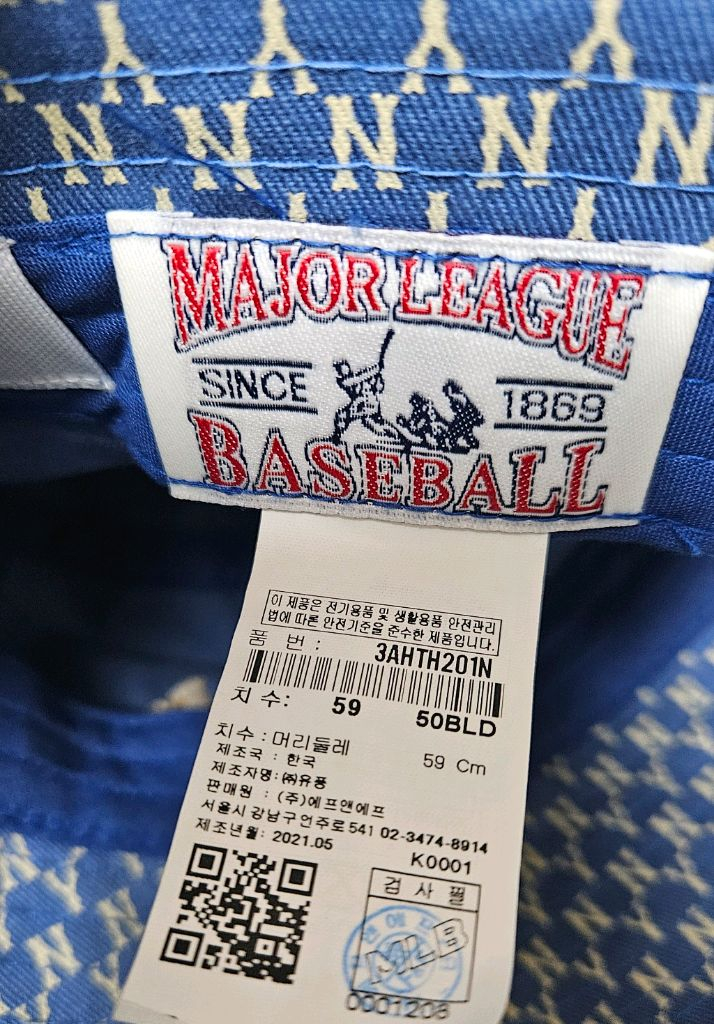 MAJOR LEAGUE
SINCE 1869
BASEBALL
이 제품은 전기용품 및 생활용품 안전관리
법에 따른 안전기준을 준수한 제품입니다.
품 번 : 3AHTH201N
치 수: 59 50BLD
치수 : 머리둘레 59 Cm
제조국 : 한국
제조자명: ㈜유풍
판매원 : (주)에프앤에프
서울시 강남구언주로541 02-3474-8914
제조년월: 2021.05 K0001
검 사 필
MLB
0001208